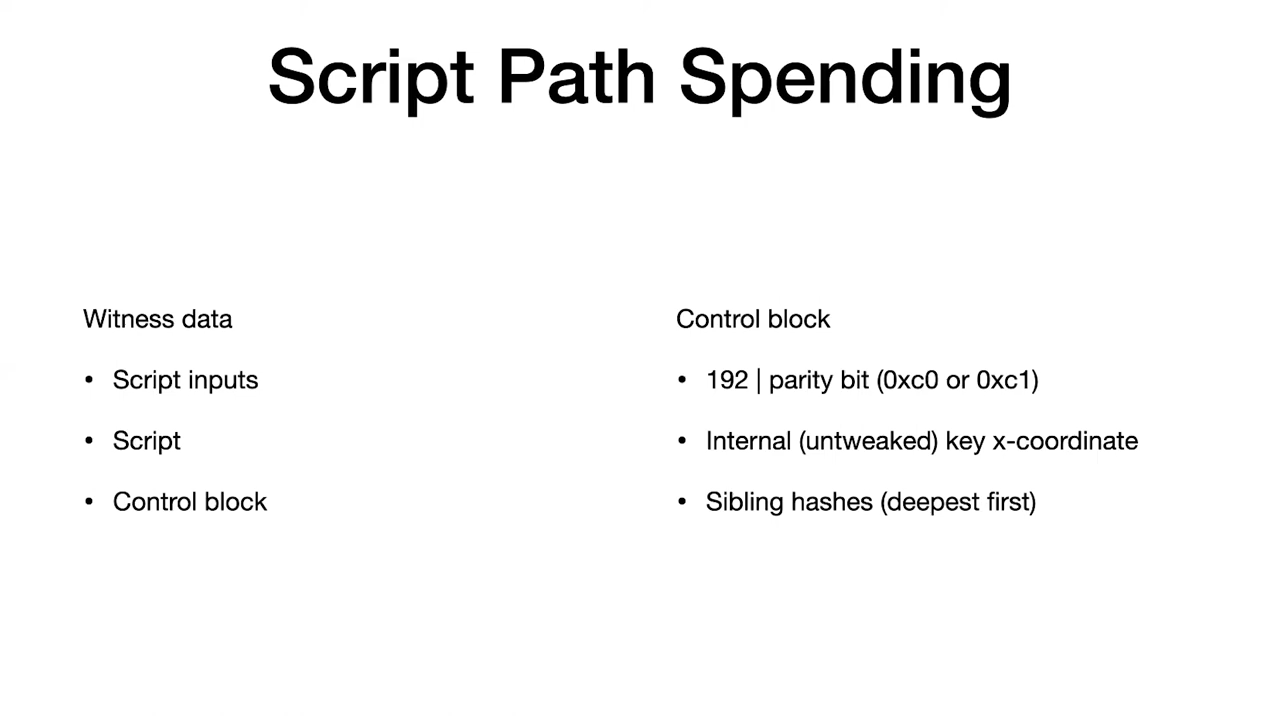 Script Path Spending
Witness data
• Script inputs
• Script
• Control block
Control block
• 192 | parity bit (0xc0 or 0xc1)
• Internal (untweaked) key x-coordinate
• Sibling hashes (deepest first)